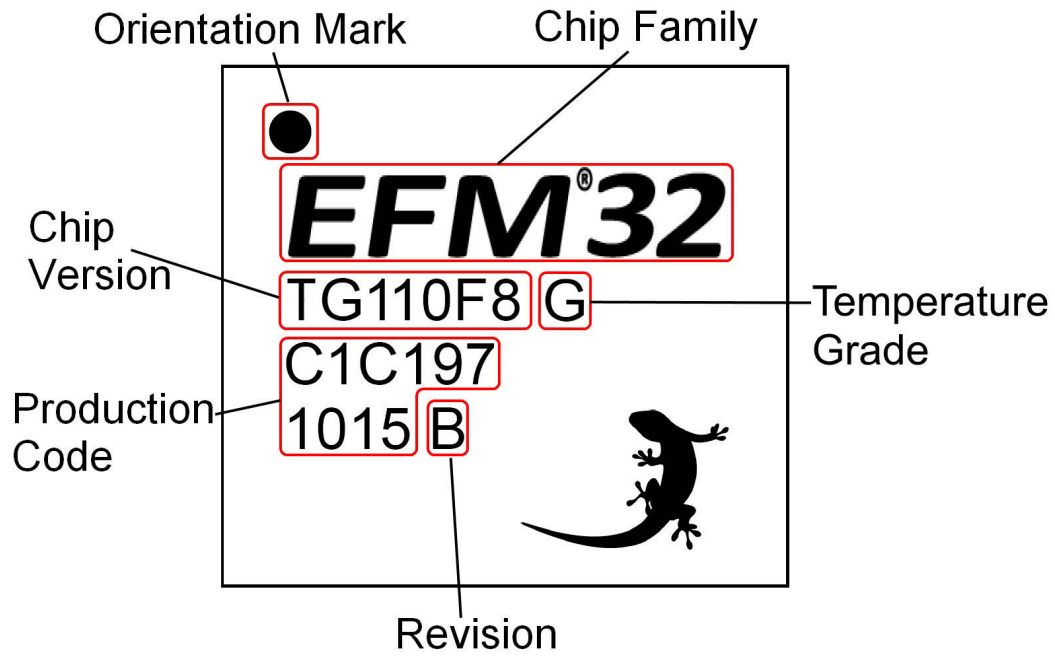 Orientation Mark
Chip Family
EFM®32
Chip
Version
TG110F8 G
Temperature
Grade
C1C197
Production
Code
1015 B
Revision